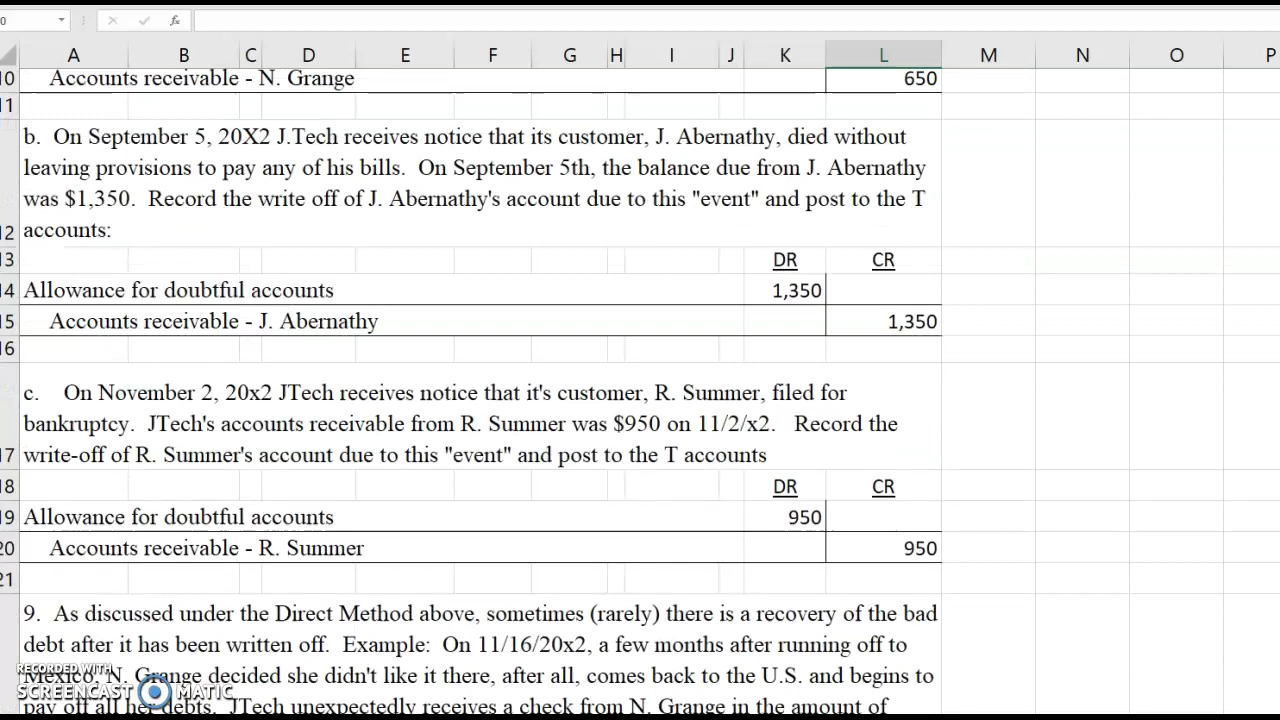 0
fx
A B C D E F G H I J K L M N O P
10 Accounts receivable - N. Grange 650
11
b. On September 5, 20X2 J.Tech receives notice that its customer, J. Abernathy, died without
leaving provisions to pay any of his bills. On September 5th, the balance due from J. Abernathy
was $1,350. Record the write off of J. Abernathy's account due to this "event" and post to the T
12 accounts:
13 DR CR
14 Allowance for doubtful accounts 1,350
15 Accounts receivable - J. Abernathy 1,350
16
c. On November 2, 20x2 JTech receives notice that it's customer, R. Summer, filed for
bankruptcy. JTech's accounts receivable from R. Summer was $950 on 11/2/x2. Record the
17 write-off of R. Summer's account due to this "event" and post to the T accounts
18 DR CR
19 Allowance for doubtful accounts 950
20 Accounts receivable - R. Summer 950
21
9. As discussed under the Direct Method above, sometimes (rarely) there is a recovery of the bad
debt after it has been written off. Example: On 11/16/20x2, a few months after running off to
Mexico, N. Grange decided she didn't like it there, after all, comes back to the U.S. and begins to
pay off all her debts. JTech unexpectedly receives a check from N. Grange in the amount of
RECORDED WITH
SCREENCAST MATIC